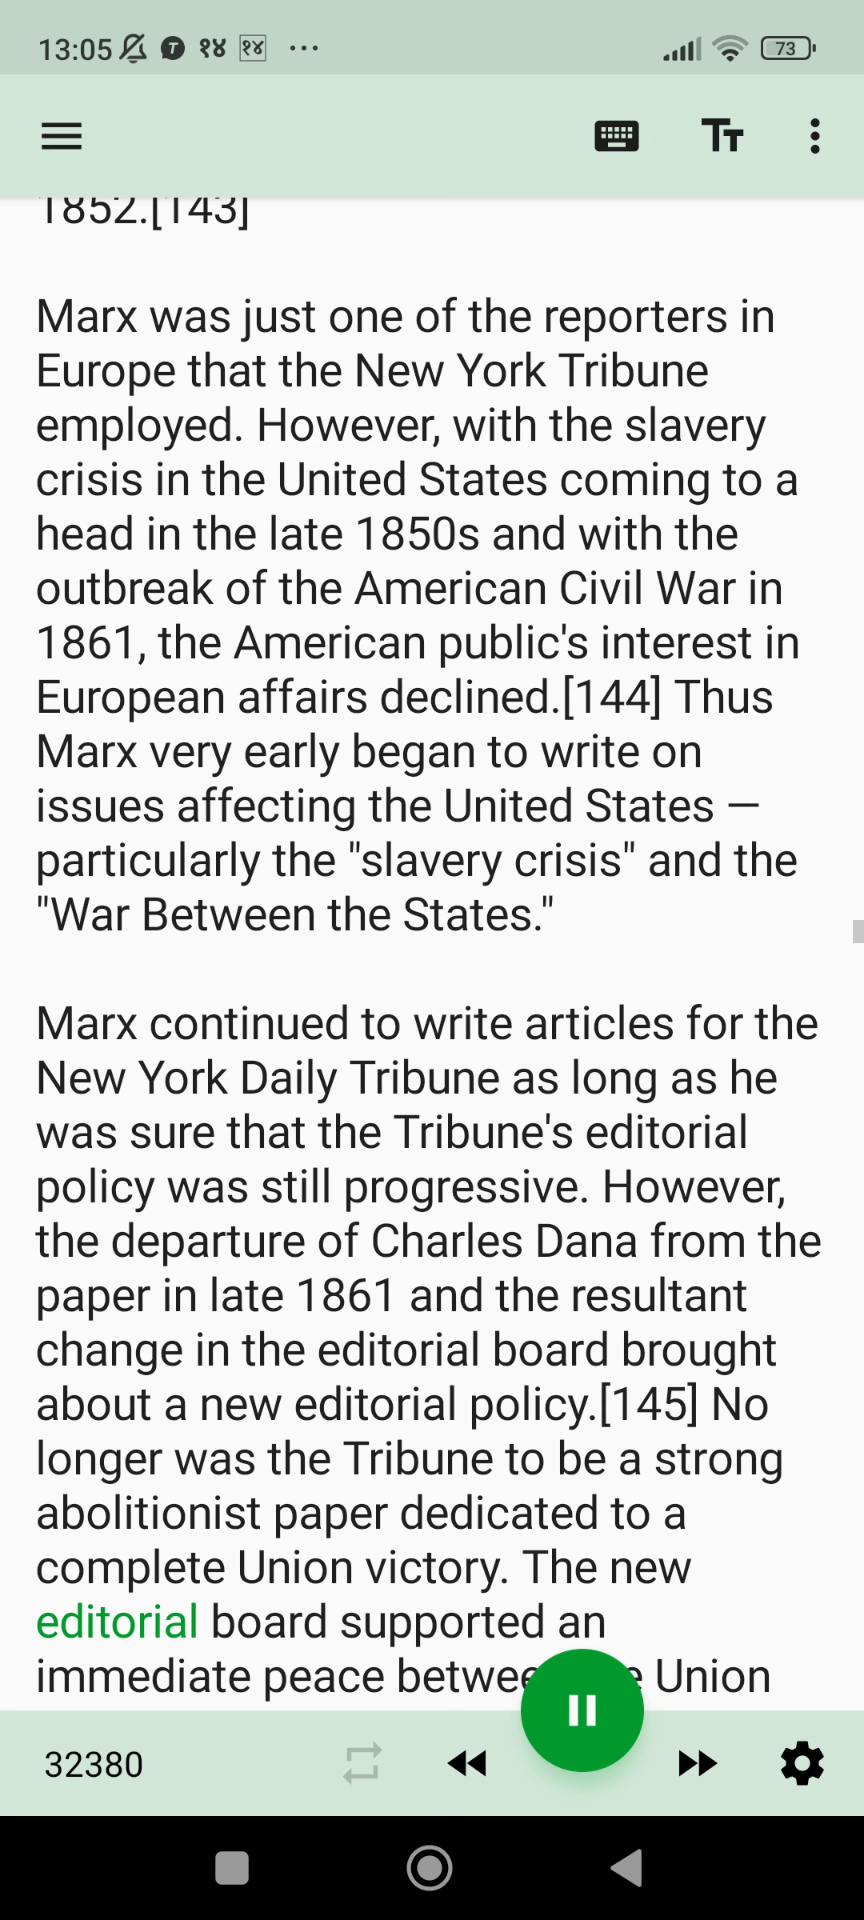 13:05 १४ १४ ... 73
1852.[143]
Marx was just one of the reporters in
Europe that the New York Tribune
employed. However, with the slavery
crisis in the United States coming to a
head in the late 1850s and with the
outbreak of the American Civil War in
1861, the American public's interest in
European affairs declined.[144] Thus
Marx very early began to write on
issues affecting the United States —
particularly the "slavery crisis" and the
"War Between the States."
Marx continued to write articles for the
New York Daily Tribune as long as he
was sure that the Tribune's editorial
policy was still progressive. However,
the departure of Charles Dana from the
paper in late 1861 and the resultant
change in the editorial board brought
about a new editorial policy.[145] No
longer was the Tribune to be a strong
abolitionist paper dedicated to a
complete Union victory. The new
editorial board supported an
immediate peace Union
32380